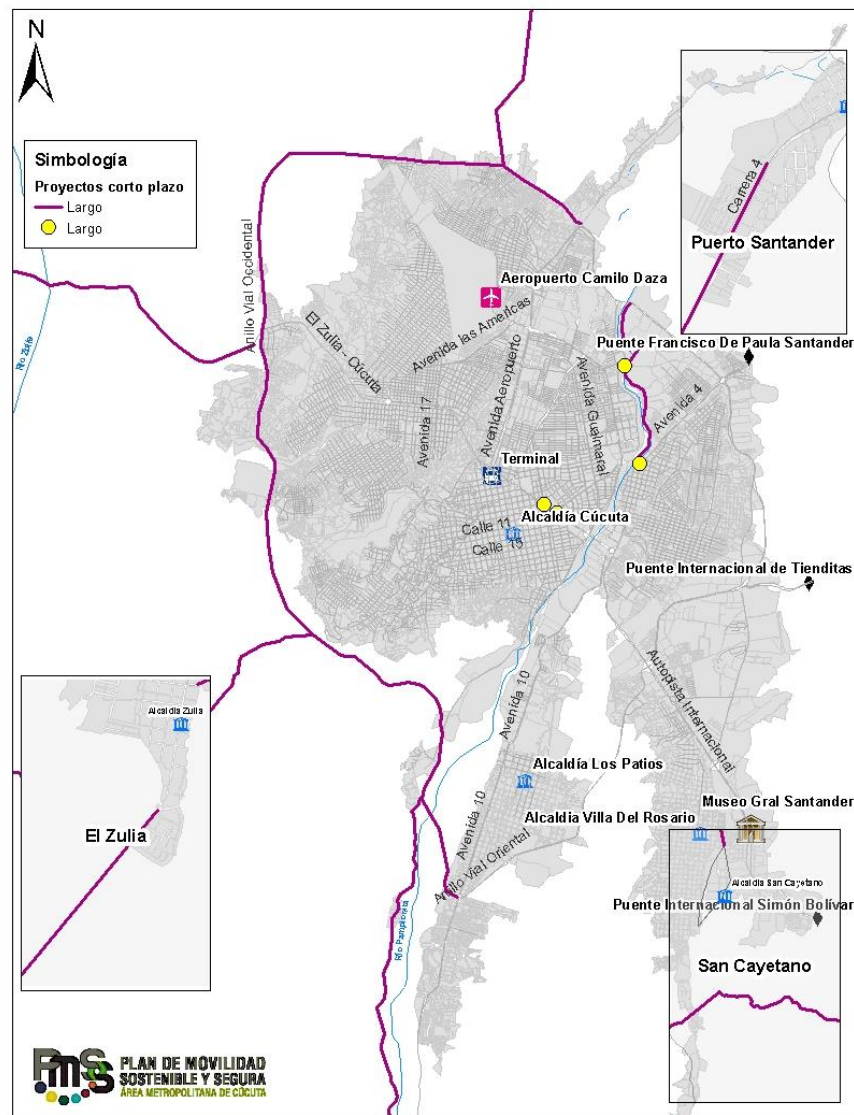 N
Simbología
Proyectos corto plazo
Largo
Largo
Carrera 4
Puerto Santander
Anillo Vial Occidental
Aeropuerto Camilo Daza
El Zulia - Cúcuta
Avenida las Americas
Río Zulia
Puente Francisco De Paula Santander
Avenida Aeropuerto
Avenida Gualmaral
Avenida 4
Avenida 17
Terminal
Alcaldía Cúcuta
Calle 11
Calle 15
Puente Internacional de Tienditas
Autopista Internacional
Avenida 10
Alcaldia Zulia
El Zulia
Alcaldía Los Patios
Museo Gral Santander
Alcaldia Villa Del Rosario
Avenida 10
Anillo Vial Oriental
Alcaldia San Cayetano
Puente Internacional Simón Bolívar
Río Pamplonita
San Cayetano
PMSS
PLAN DE MOVILIDAD
SOSTENIBLE Y SEGURA
ÁREA METROPOLITANA DE CÚCUTA